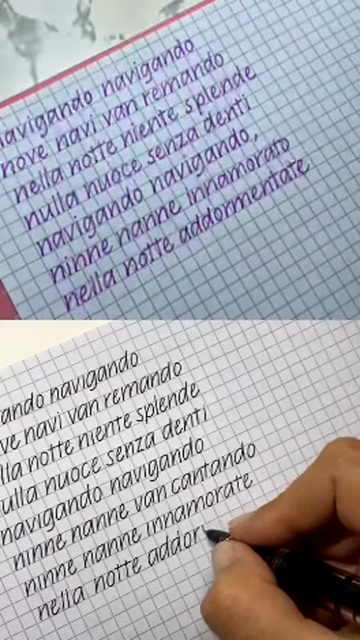 navigando navigando
nove navi van remando
nella notte niente splende
nulla nuoce senza denti
navigando navigando,
ninne nanne innamorato
nella notte addormentate
ando navigando
ve navi van remando
lla notte niente splende
ulla nuoce senza denti
navigando navigando
ninne nanne van cantando
ninne nanne innamorate
nella notte addor